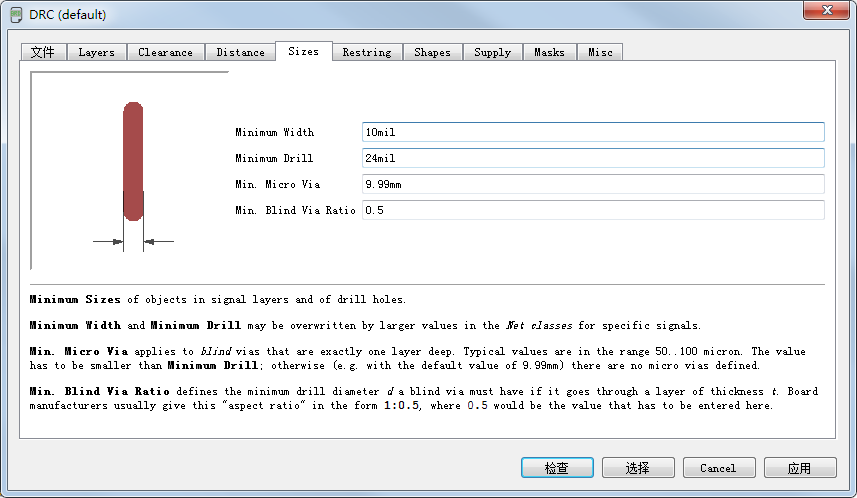 DRC (default)
文件 Layers Clearance Distance Sizes Restring Shapes Supply Masks Misc
Minimum Width 10mil
Minimum Drill 24mil
Min. Micro Via 9.99mm
Min. Blind Via Ratio 0.5
Minimum Sizes of objects in signal layers and of drill holes.
Minimum Width and Minimum Drill may be overwritten by larger values in the Net classes for specific signals.
Min. Micro Via applies to blind vias that are exactly one layer deep. Typical values are in the range 50..100 micron. The value
has to be smaller than Minimum Drill; otherwise (e.g. with the default value of 9.99mm) there are no micro vias defined.
Min. Blind Via Ratio defines the minimum drill diameter d a blind via must have if it goes through a layer of thickness t. Board
manufacturers usually give this "aspect ratio" in the form 1:0.5, where 0.5 would be the value that has to be entered here.
检查 选择 Cancel 应用